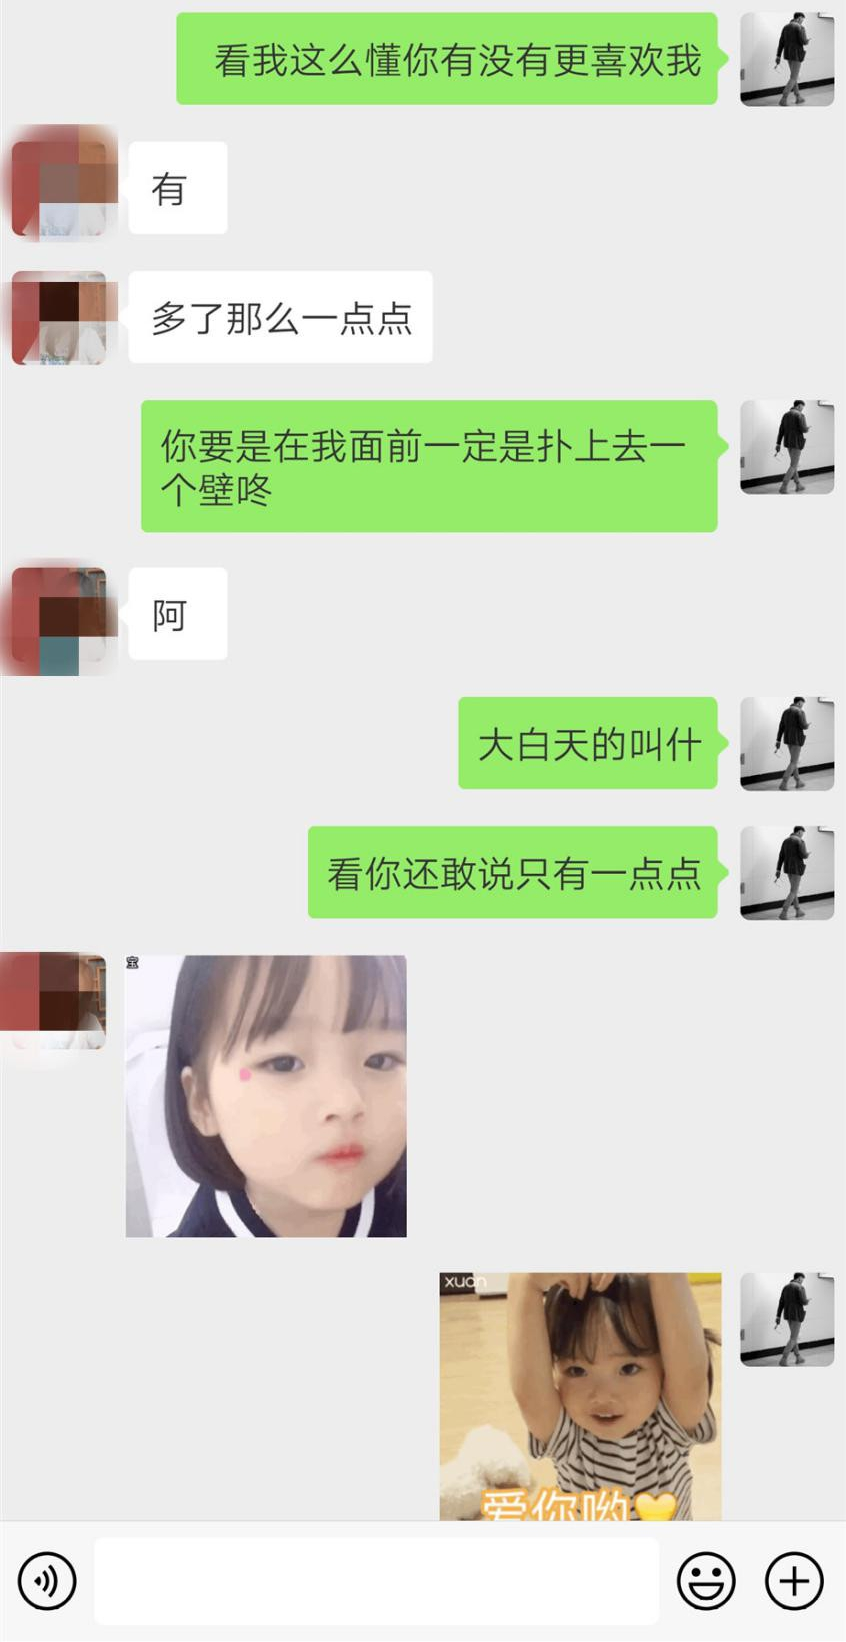 看我这么懂你有没有更喜欢我
有
多了那么一点点
你要是在我面前一定是扑上去一
个壁咚
阿
大白天的叫什
看你还敢说只有一点点
宝
xuan
爱你哟